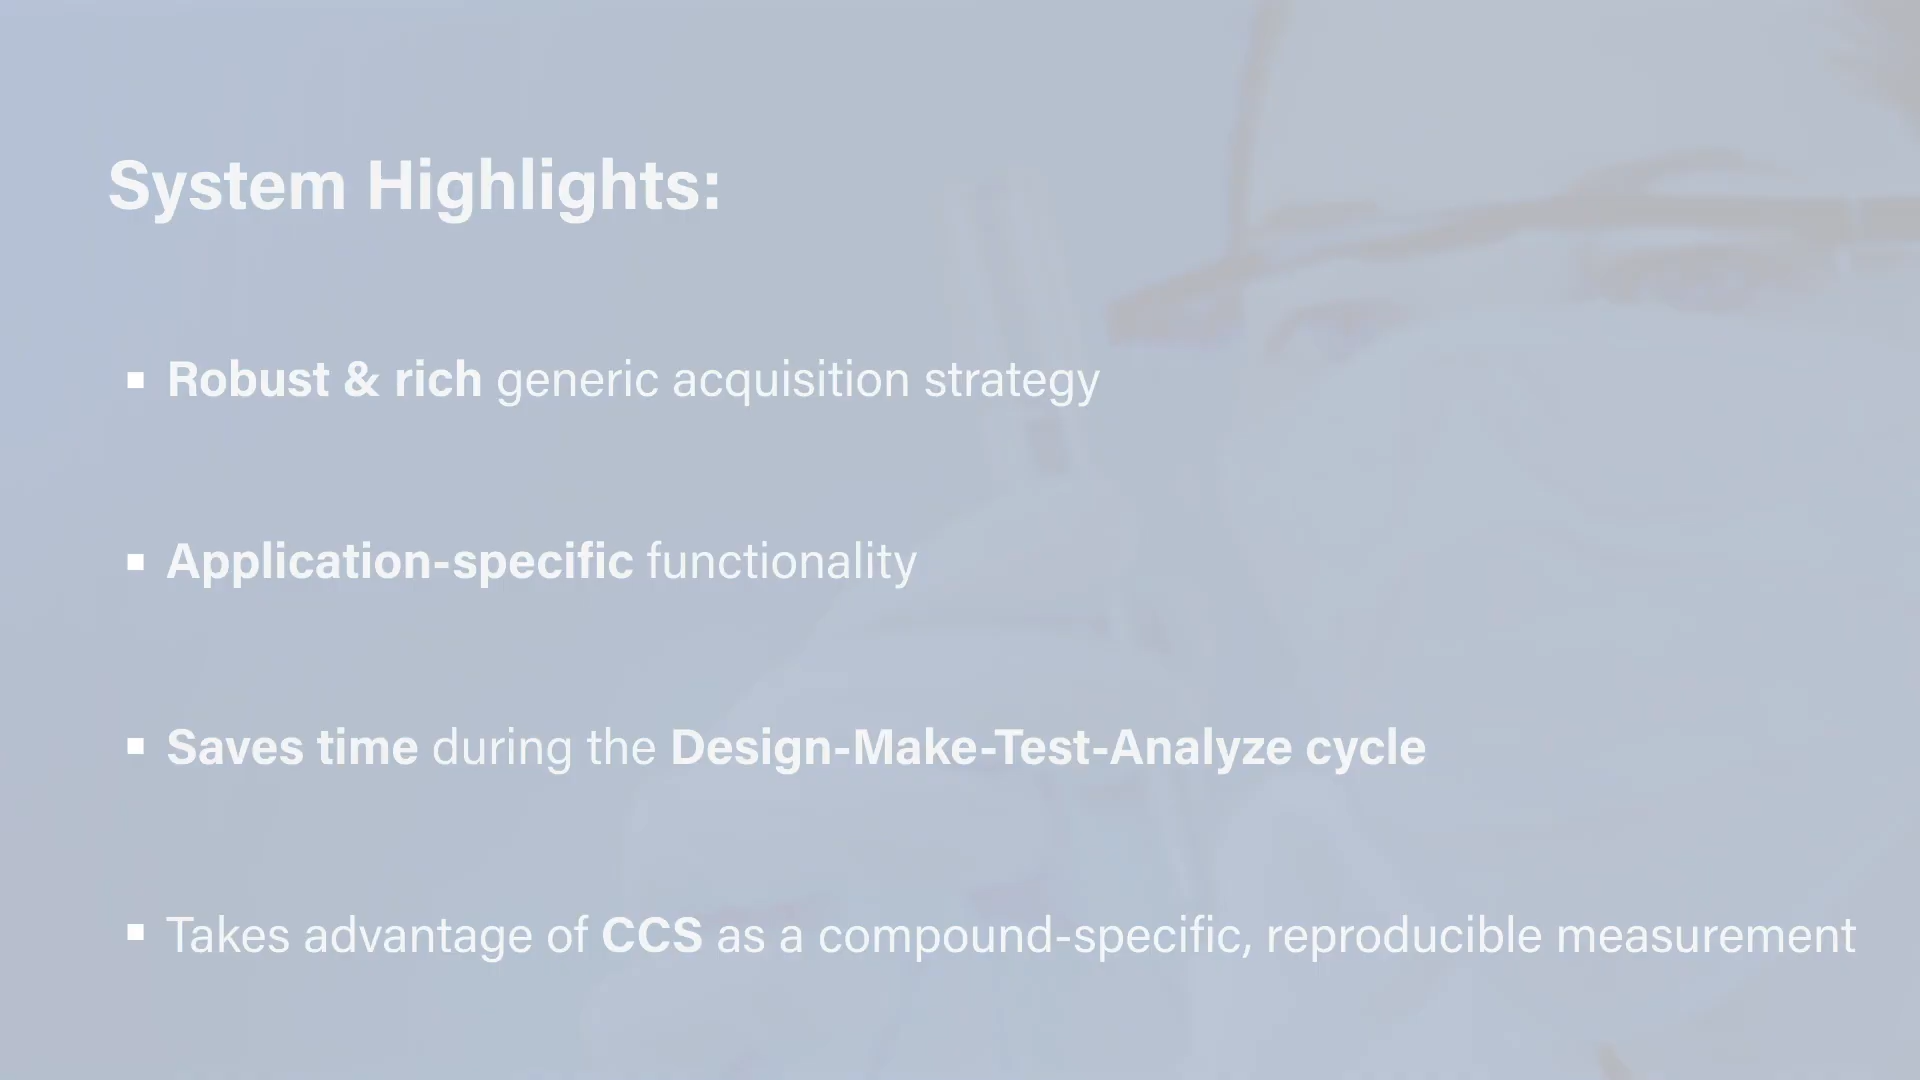 System Highlights:
▪ Robust & rich generic acquisition strategy
▪ Application-specific functionality
▪ Saves time during the Design-Make-Test-Analyze cycle
▪ Takes advantage of CCS as a compound-specific, reproducible measurement